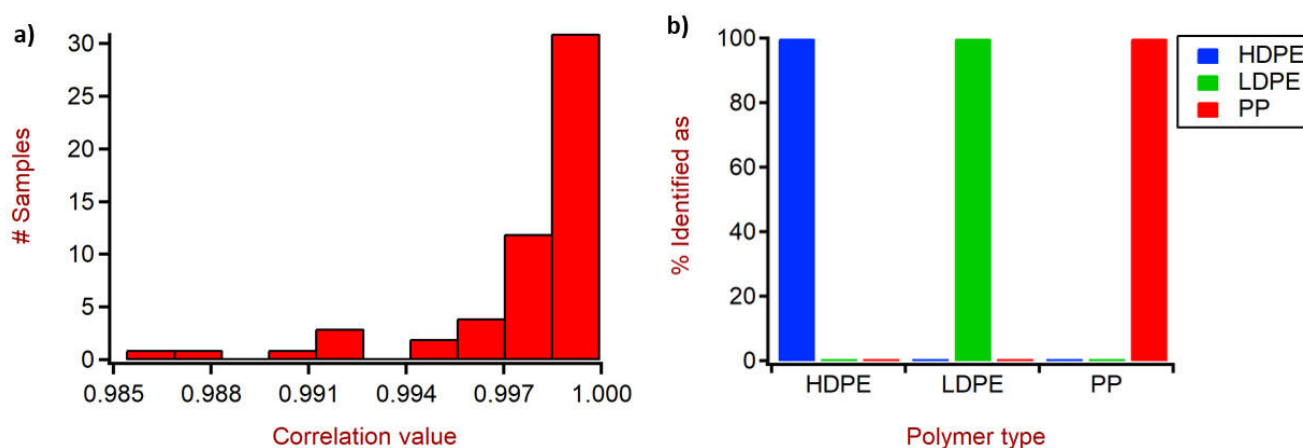 a)
# Samples
30
25
20
15
10
5
0
0.985 0.988 0.991 0.994 0.997 1.000
Correlation value
b)
% Identified as
100
80
60
40
20
0
HDPE LDPE PP
Polymer type
HDPE
LDPE
PP